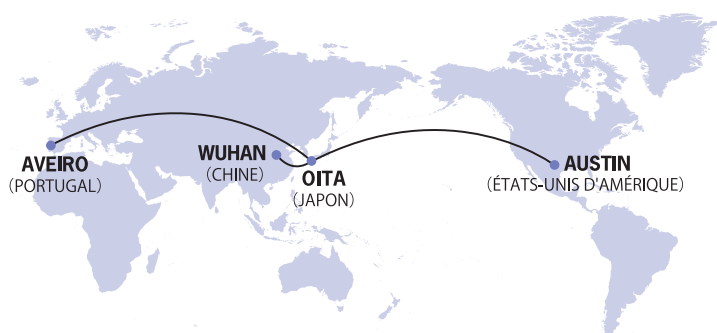 AVEIRO
(PORTUGAL)
WUHAN
(CHINE)
OITA
(JAPON)
AUSTIN
(ÉTATS-UNIS D'AMÉRIQUE)